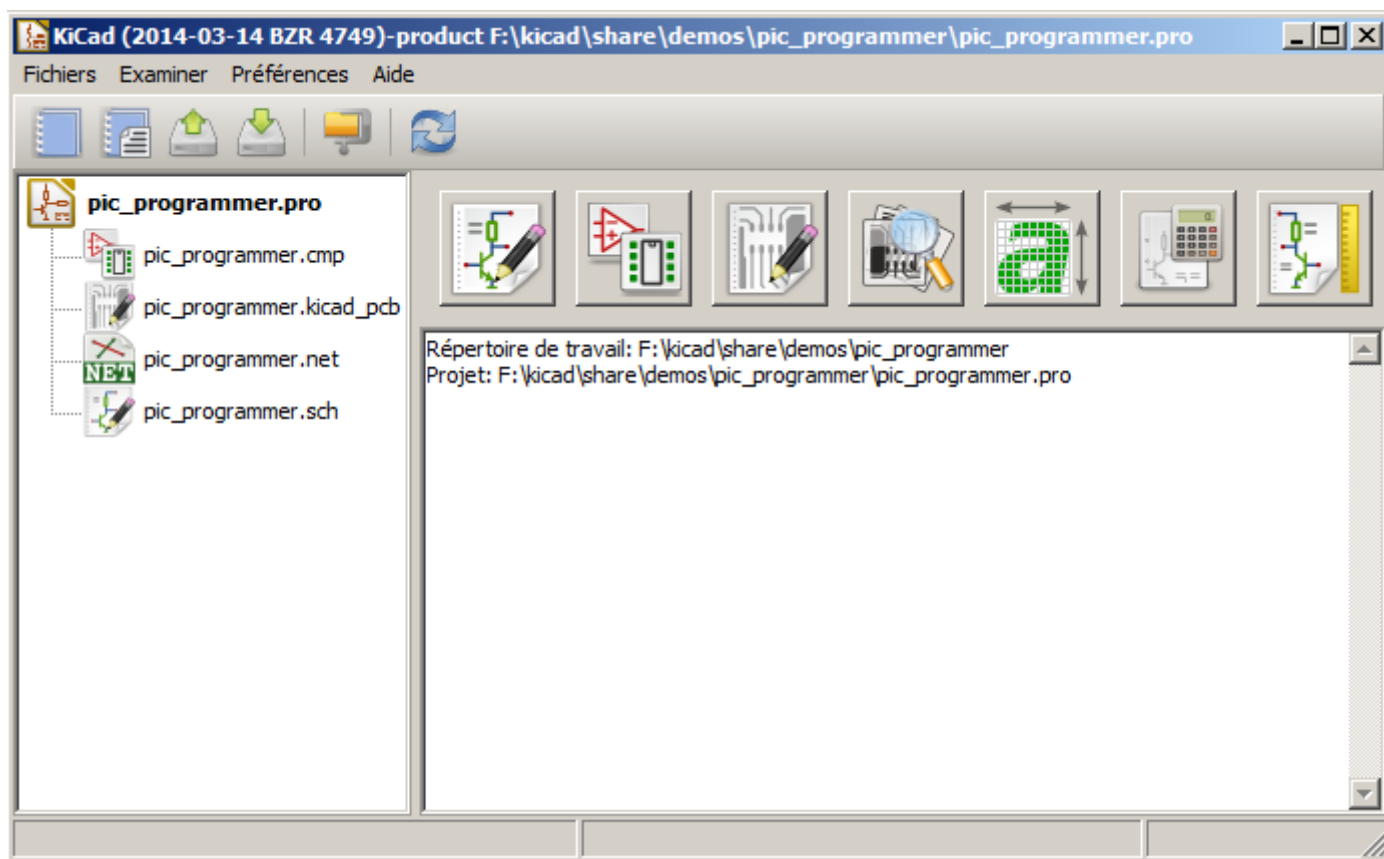 KiCad (2014-03-14 BZR 4749)-product F:\kicad\share\demos\pic_programmer\pic_programmer.pro
Fichiers Examiner Préférences Aide
pic_programmer.pro
pic_programmer.cmp
pic_programmer.kicad_pcb
NET pic_programmer.net
pic_programmer.sch
a
Répertoire de travail: F:\kicad\share\demos\pic_programmer
Projet: F:\kicad\share\demos\pic_programmer\pic_programmer.pro